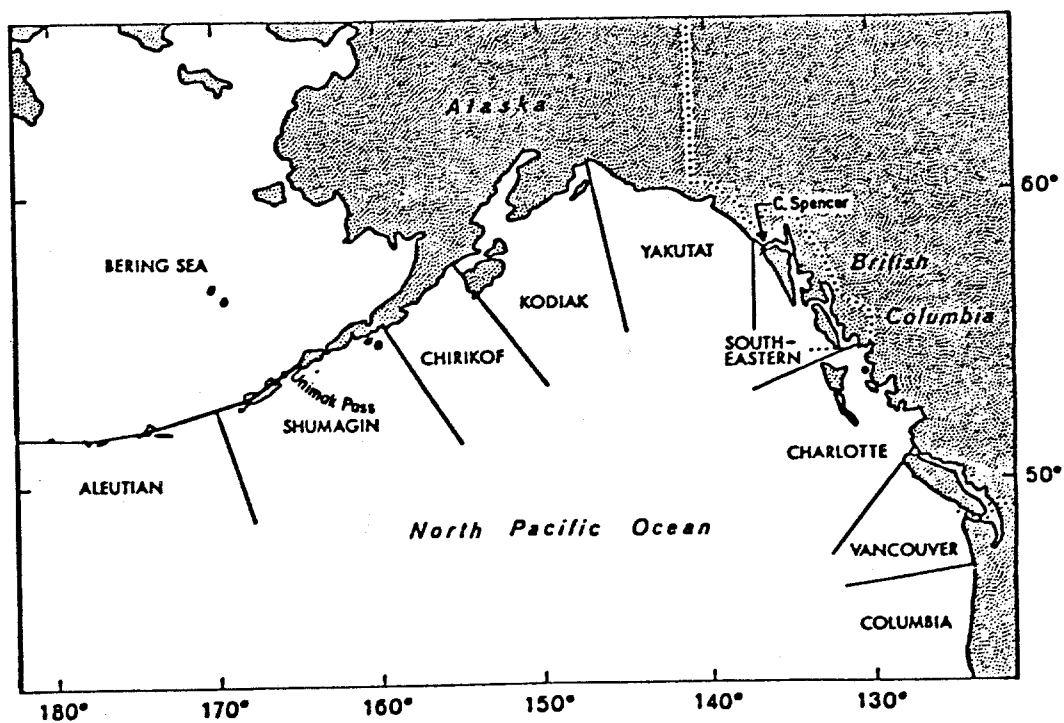 Alaska
60°
C. Spencer
YAKUTAT
British
BERING SEA
KODIAK
Columbia
SOUTH-
EASTERN
CHIRIKOF
Unimak Pass
SHUMAGIN
CHARLOTTE
50°
ALEUTIAN
North Pacific Ocean
VANCOUVER
COLUMBIA
180°
170°
160°
150°
140°
130°